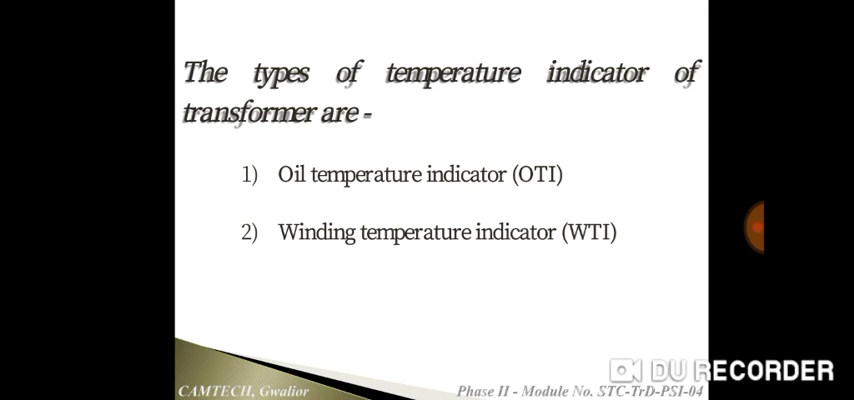 The types of temperature indicator of
transformer are -
1) Oil temperature indicator (OTI)
2) Winding temperature indicator (WTI)
DU RECORDER
CAMTECH, Gwalior Phase II - Module No. STC-TrD-PSI-04